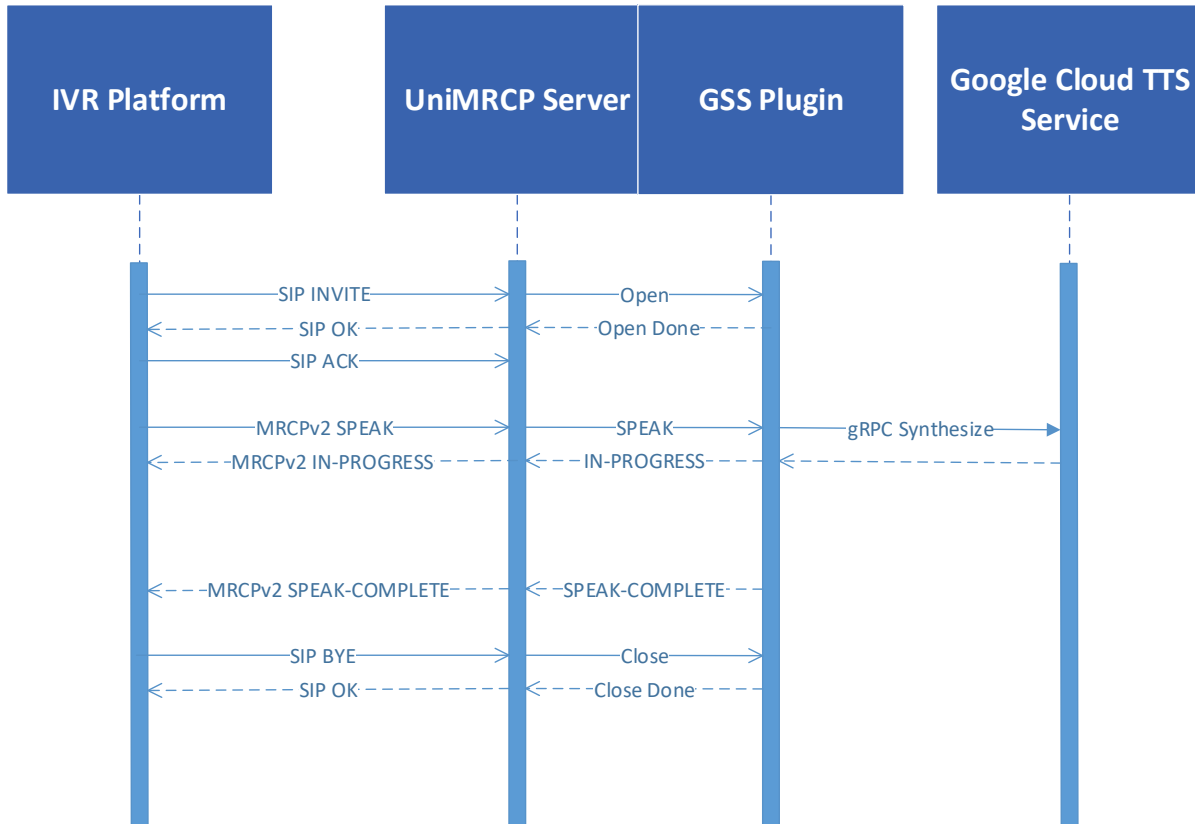 IVR Platform
UniMRCP Server
GSS Plugin
Google Cloud TTS
Service
SIP INVITE
Open
SIP OK
Open Done
SIP ACK
MRCPv2 SPEAK
SPEAK
gRPC Synthesize
MRCPv2 IN-PROGRESS
IN-PROGRESS
MRCPv2 SPEAK-COMPLETE
SPEAK-COMPLETE
SIP BYE
Close
SIP OK
Close Done